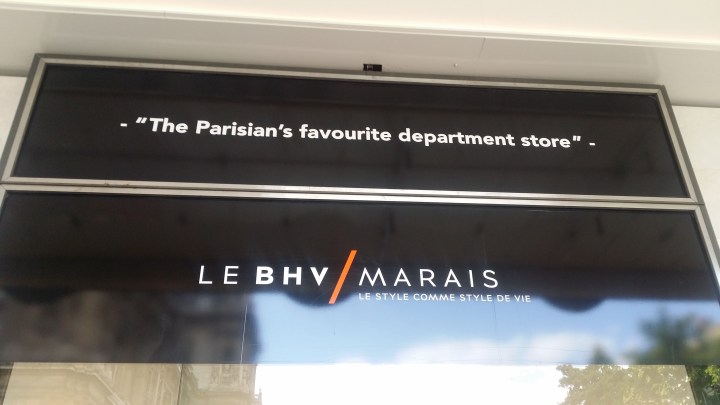 - "The Parisian's favourite department store" -
LE BHV/MARAIS
LE STYLE COMME STYLE DE VIE